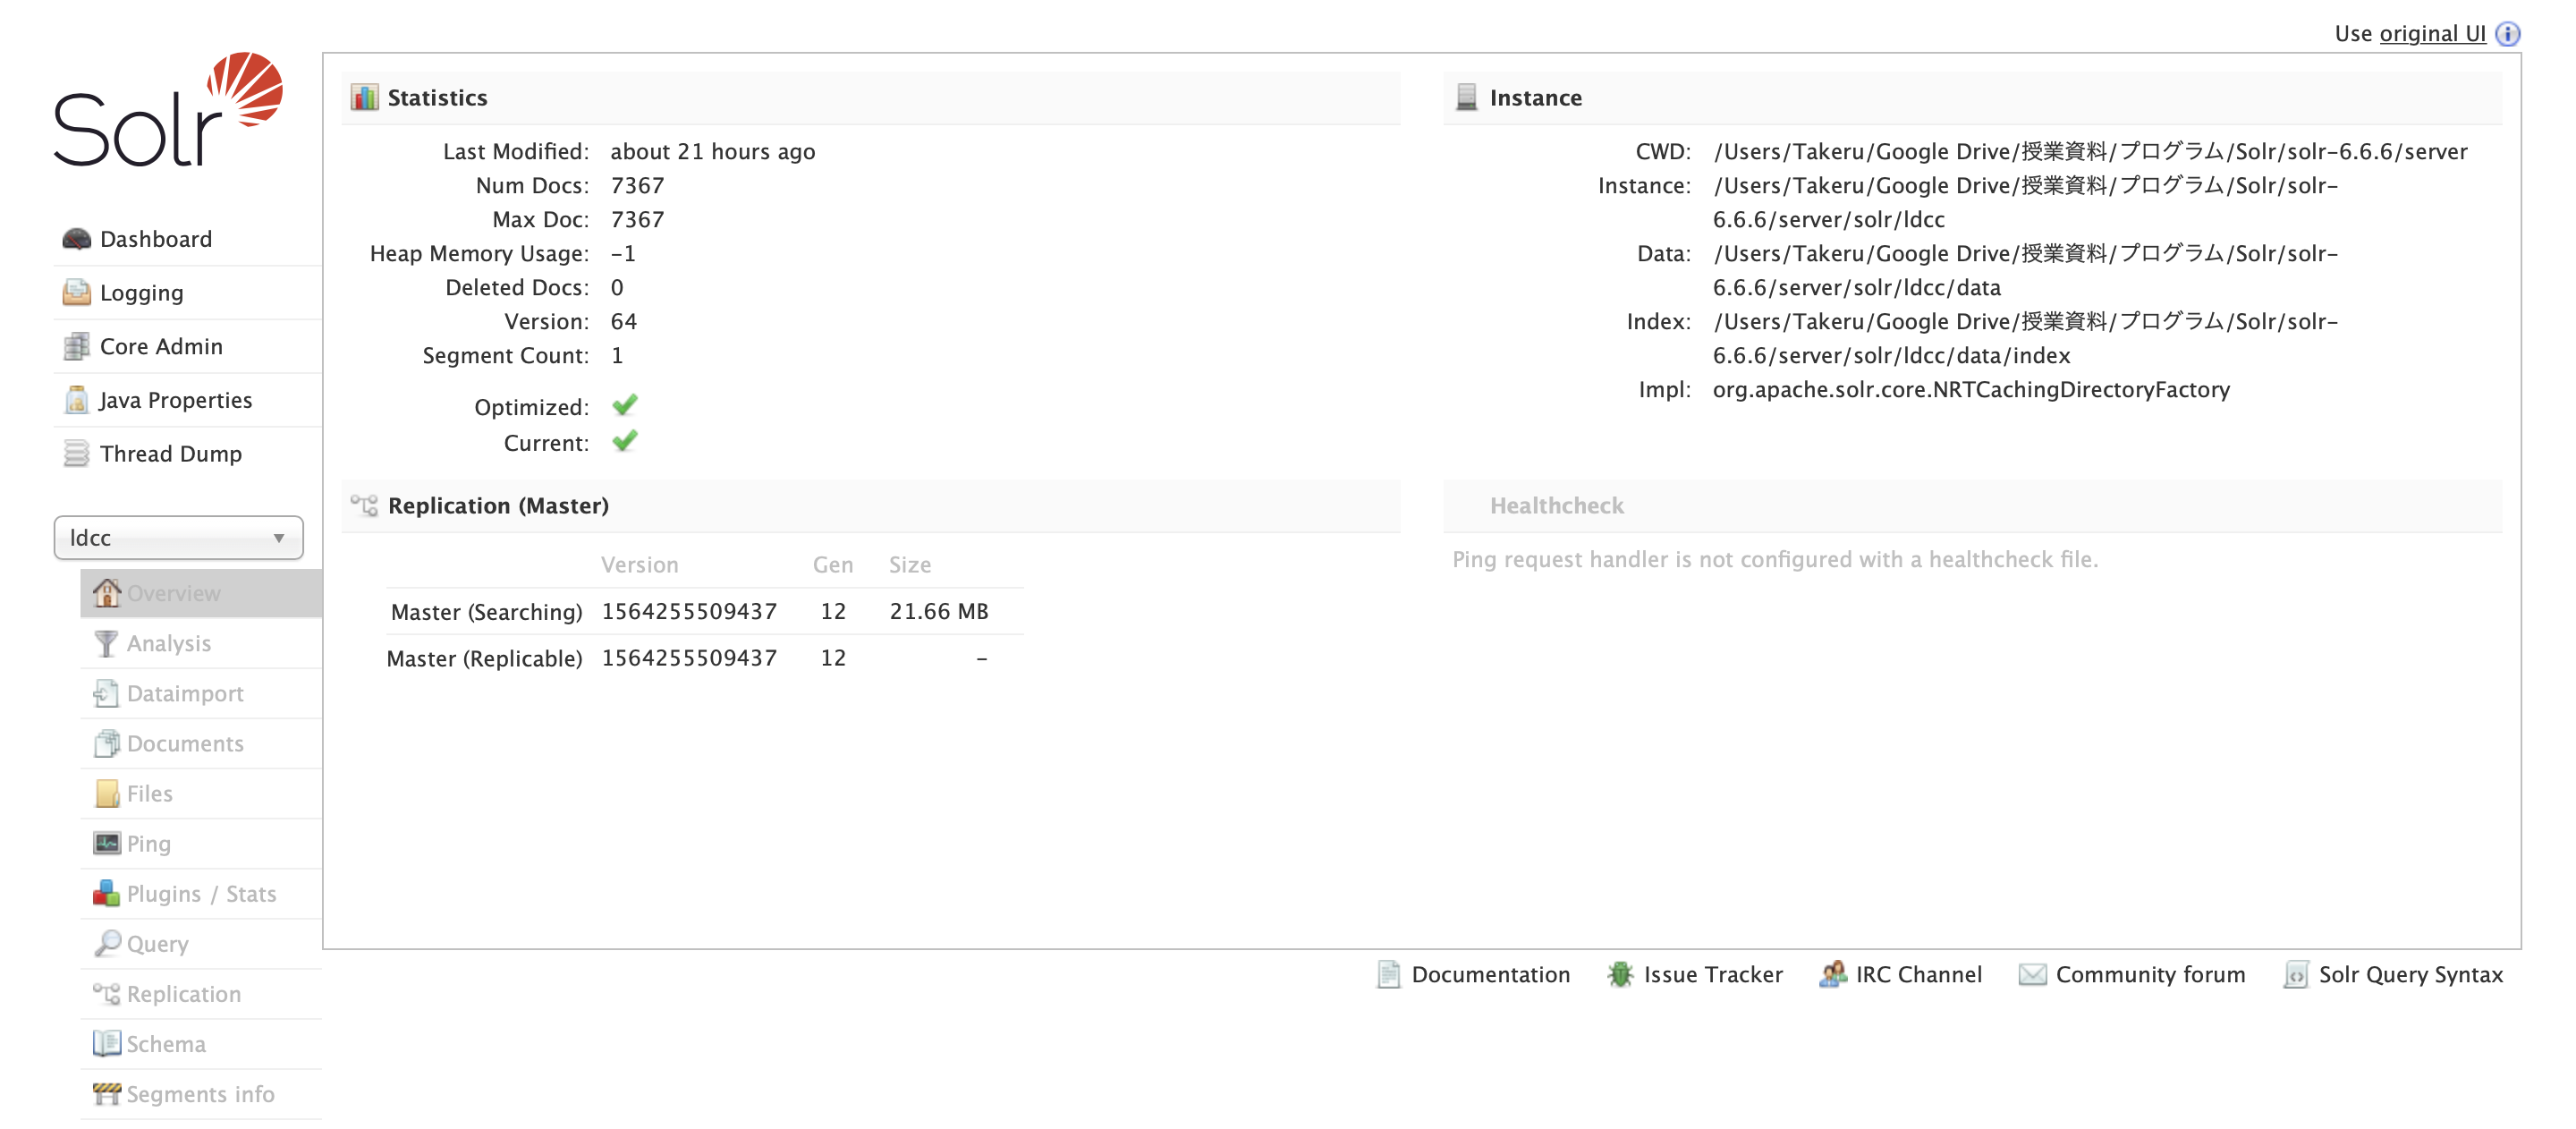 Use original UI
Solr
Dashboard
Logging
Core Admin
Java Properties
Thread Dump
ldcc
Overview
Analysis
Dataimport
Documents
Files
Ping
Plugins / Stats
Query
Replication
Schema
Segments info
Statistics
Last Modified: about 21 hours ago
Num Docs: 7367
Max Doc: 7367
Heap Memory Usage: -1
Deleted Docs: 0
Version: 64
Segment Count: 1
Optimized:
Current:
Instance
CWD: /Users/Takeru/Google Drive/授業資料/プログラム/Solr/solr-6.6.6/server
Instance: /Users/Takeru/Google Drive/授業資料/プログラム/Solr/solr-
6.6.6/server/solr/ldcc
Data: /Users/Takeru/Google Drive/授業資料/プログラム/Solr/solr-
6.6.6/server/solr/ldcc/data
Index: /Users/Takeru/Google Drive/授業資料/プログラム/Solr/solr-
6.6.6/server/solr/ldcc/data/index
Impl: org.apache.solr.core.NRTCachingDirectoryFactory
Replication (Master)
Version Gen Size
Master (Searching) 1564255509437 12 21.66 MB
Master (Replicable) 1564255509437 12 -
Healthcheck
Ping request handler is not configured with a healthcheck file.
Documentation Issue Tracker IRC Channel Community forum Solr Query Syntax